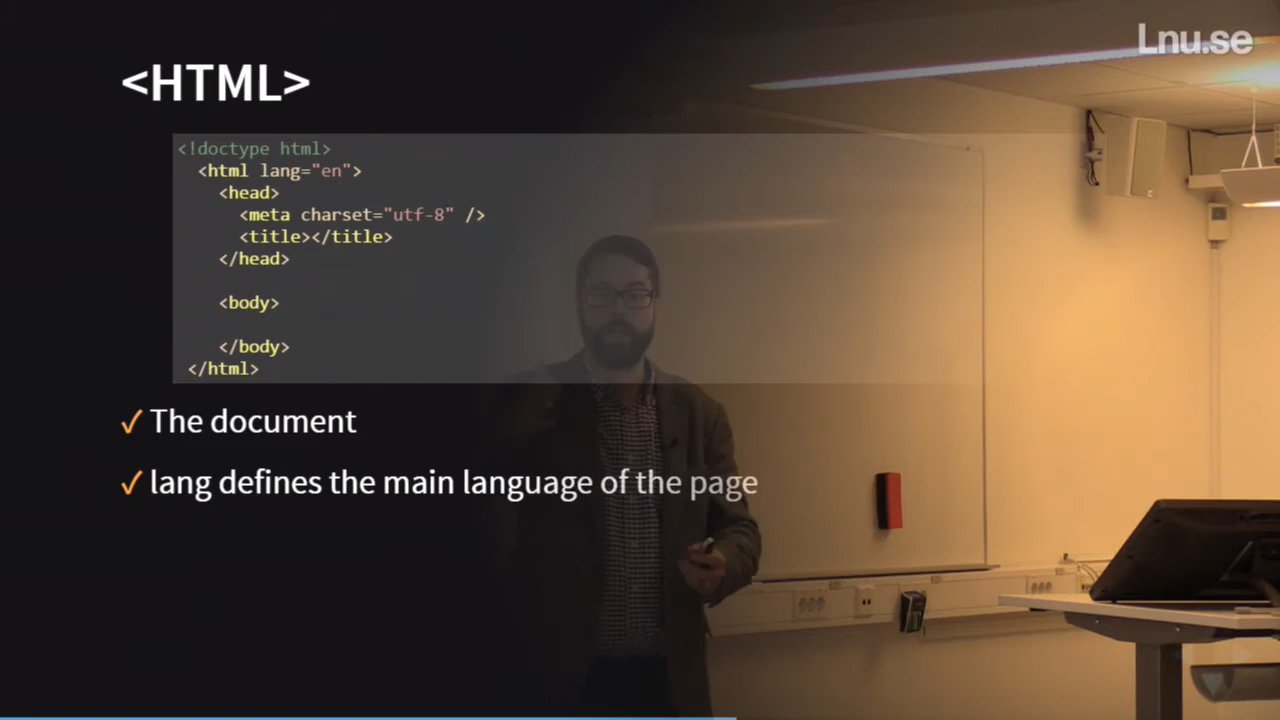 Lnu.se
<HTML>
<!doctype html>
<html lang="en">
<head>
<meta charset="utf-8" />
<title></title>
</head>
<body>
</body>
</html>
✓ The document
✓ lang defines the main language of the page